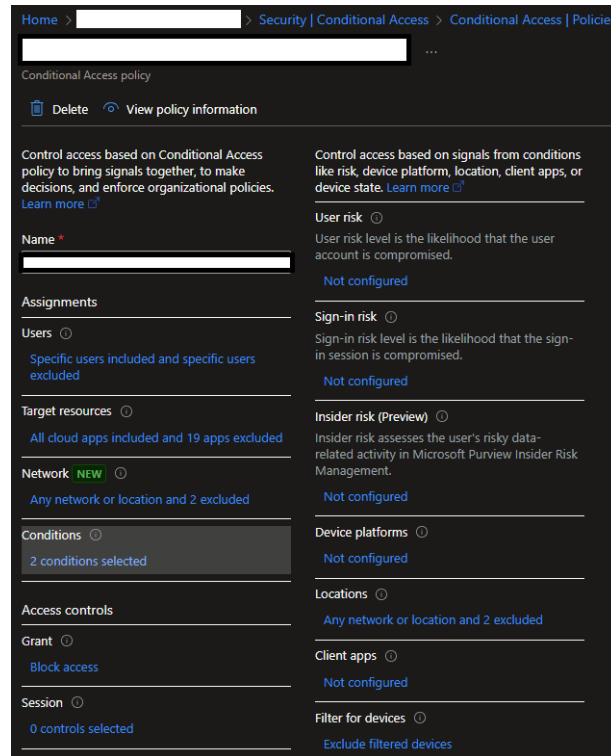 Home > > Security | Conditional Access > Conditional Access | Policie
...
Conditional Access policy
Delete View policy information
Control access based on Conditional Access
policy to bring signals together, to make
decisions, and enforce organizational policies.
Learn more
Name *
Assignments
Users
Specific users included and specific users
excluded
Target resources
All cloud apps included and 19 apps excluded
Network NEW
Any network or location and 2 excluded
Conditions
2 conditions selected
Access controls
Grant
Block access
Session
0 controls selected
Control access based on signals from conditions
like risk, device platform, location, client apps, or
device state. Learn more
User risk
User risk level is the likelihood that the user
account is compromised.
Not configured
Sign-in risk
Sign-in risk level is the likelihood that the sign-
in session is compromised.
Not configured
Insider risk (Preview)
Insider risk assesses the user's risky data-
related activity in Microsoft Purview Insider Risk
Management.
Not configured
Device platforms
Not configured
Locations
Any network or location and 2 excluded
Client apps
Not configured
Filter for devices
Exclude filtered devices